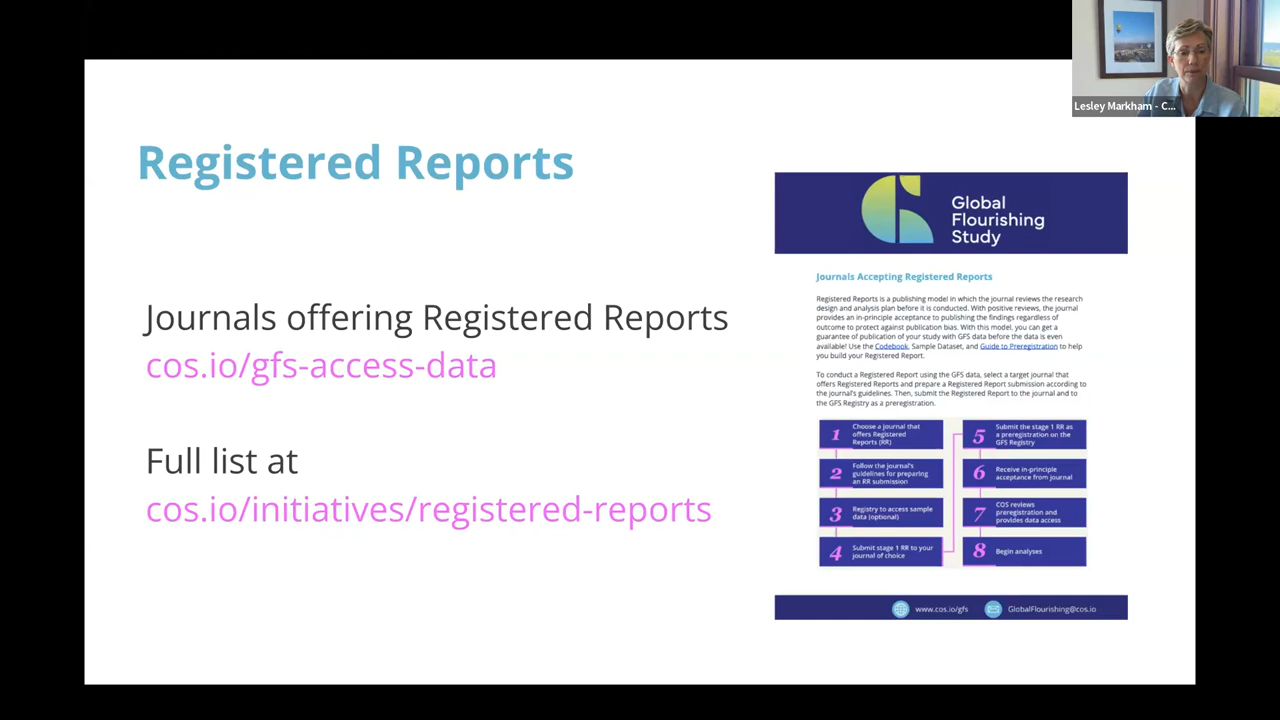 Lesley Markham - C...
Registered Reports
Journals offering Registered Reports
cos.io/gfs-access-data
Full list at
cos.io/initiatives/registered-reports
Global
Flourishing
Study
Journals Accepting Registered Reports
Registered Reports is a publishing model in which the journal reviews the research
design and analysis plan before it is conducted. With positive reviews, the journal
provides an in-principle acceptance to publishing the findings regardless of
outcome to protect against publication bias. With this model, you can get a
guarantee of publication of your study with GFS data before the data is even
available! Use the Codebook, Sample Dataset, and Guide to Preregistration to help
you build your Registered Report.
To conduct a Registered Report using the GFS data, select a target journal that
offers Registered Reports and prepare a Registered Report submission according to
the journal's guidelines. Then, submit the Registered Report to the journal and to
the GFS Registry as a preregistration.
1 Choose a journal that
offers Registered
Reports (RR)
2 Follow the journal's
guidelines for preparing
an RR submission
3 Registry to access sample
data (optional)
4 Submit stage 1 RR to your
journal of choice
5 Submit the stage 1 RR as
a preregistration on the
GFS Registry
6 Receive in-principle
acceptance from journal
7 COS reviews
preregistration and
provides data access
8 Begin analyses
www.cos.io/gfs
GlobalFlourishing@cos.io